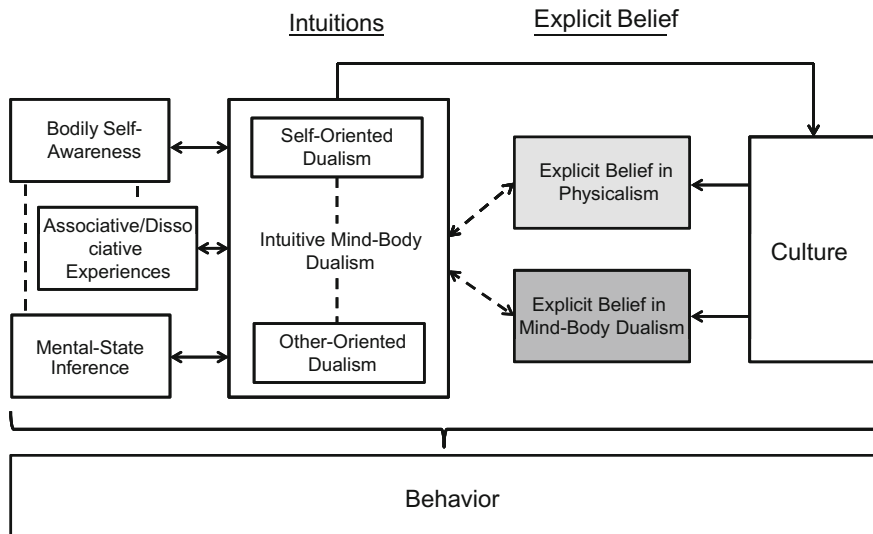 Intuitions
Explicit Belief
Bodily Self-
Awareness
Associative/Disso
ciative
Experiences
Mental-State
Inference
Self-Oriented
Dualism
Intuitive Mind-Body
Dualism
Other-Oriented
Dualism
Explicit Belief in
Physicalism
Explicit Belief in
Mind-Body Dualism
Culture
Behavior